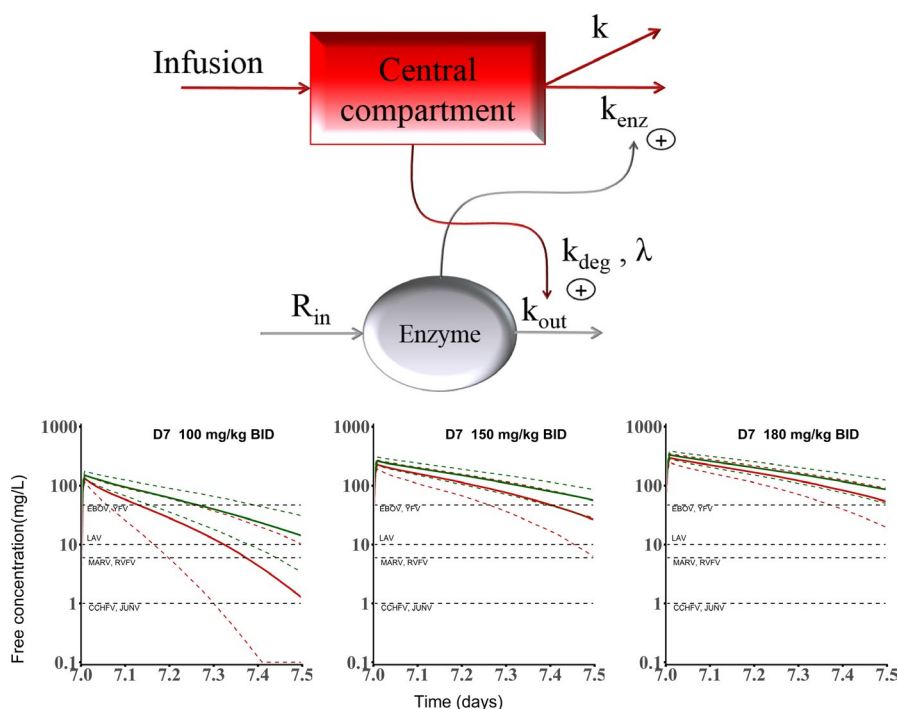 k
Infusion
Central
compartment
k_enz
+
k_deg , λ
+
R_in
Enzyme
k_out
D7 100 mg/kg BID
D7 150 mg/kg BID
D7 180 mg/kg BID
Free concentration(mg/L)
1000
100
10
1
0.1
EBOV, YFV
LAV
MARV, RVFV
CCHFV, JUNV
7.0 7.1 7.2 7.3 7.4 7.5
1000
100
10
1
0.1
EBOV, YFV
LAV
MARV, RVFV
CCHFV, JUNV
7.0 7.1 7.2 7.3 7.4 7.5
1000
100
10
1
0.1
EBOV, YFV
LAV
MARV, RVFV
CCHFV, JUNV
7.0 7.1 7.2 7.3 7.4 7.5
Time (days)